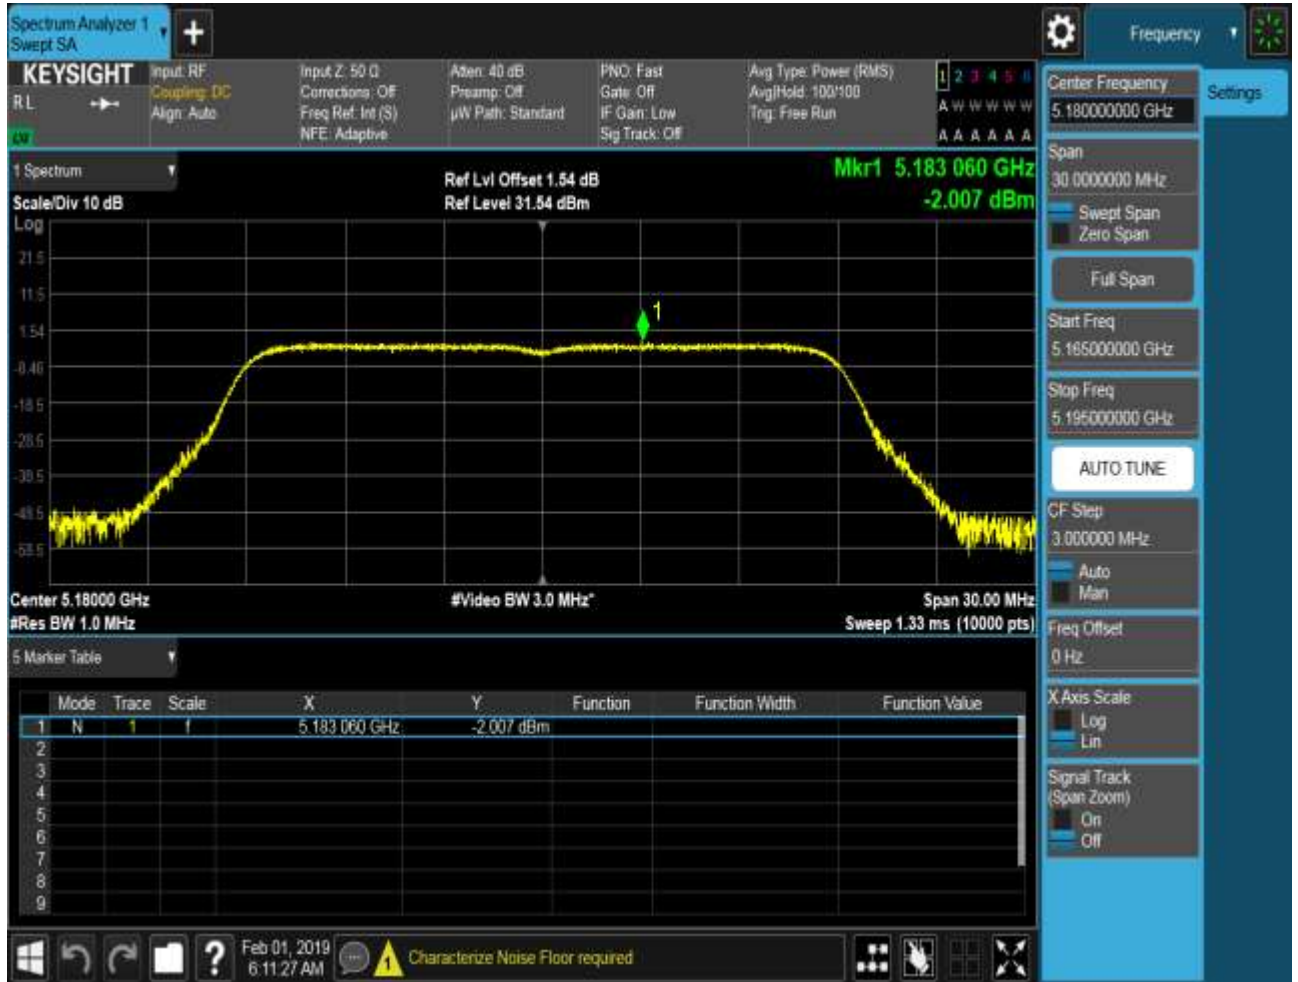 Spectrum Analyzer 1
Swept SA
+
Frequency
KEYSIGHT
RL
Input: RF
Coupling: DC
Align: Auto
Input Z: 50 Ω
Corrections: Off
Freq Ref: Int (S)
NFE: Adaptive
Atten: 40 dB
Preamp: Off
µW Path: Standard
PNO: Fast
Gate: Off
IF Gain: Low
Sig Track: Off
Avg Type: Power (RMS)
Avg|Hold: 100/100
Trig: Free Run
1 2 3 4 5 6
A W W W W W
A A A A A A
1 Spectrum
Scale/Div 10 dB
Ref Lvl Offset 1.54 dB
Ref Level 31.54 dBm
Mkr1 5.183 060 GHz
-2.007 dBm
Log
21.5
11.5
1.54
-8.46
-18.5
-28.5
-38.5
-48.5
-58.5
1
Center 5.18000 GHz
#Res BW 1.0 MHz
#Video BW 3.0 MHz*
Span 30.00 MHz
Sweep 1.33 ms (10000 pts)
5 Marker Table
Mode Trace Scale X Y Function Function Width Function Value
1 N 1 f 5.183 060 GHz -2.007 dBm
2
3
4
5
6
7
8
9
Center Frequency
5.180000000 GHz
Settings
Span
30.0000000 MHz
Swept Span
Zero Span
Full Span
Start Freq
5.165000000 GHz
Stop Freq
5.195000000 GHz
AUTO TUNE
CF Step
3.000000 MHz
Auto
Man
Freq Offset
0 Hz
X Axis Scale
Log
Lin
Signal Track
(Span Zoom)
On
Off
?
Feb 01, 2019
6:11:27 AM
1
Characterize Noise Floor required